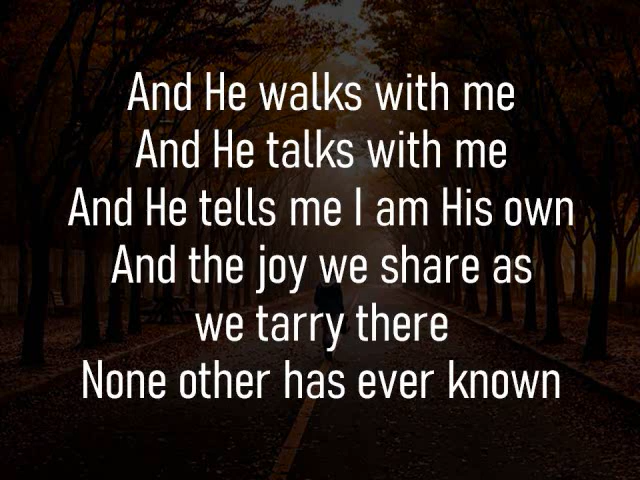 And He walks with me
And He talks with me
And He tells me I am His own
And the joy we share as
we tarry there
None other has ever known